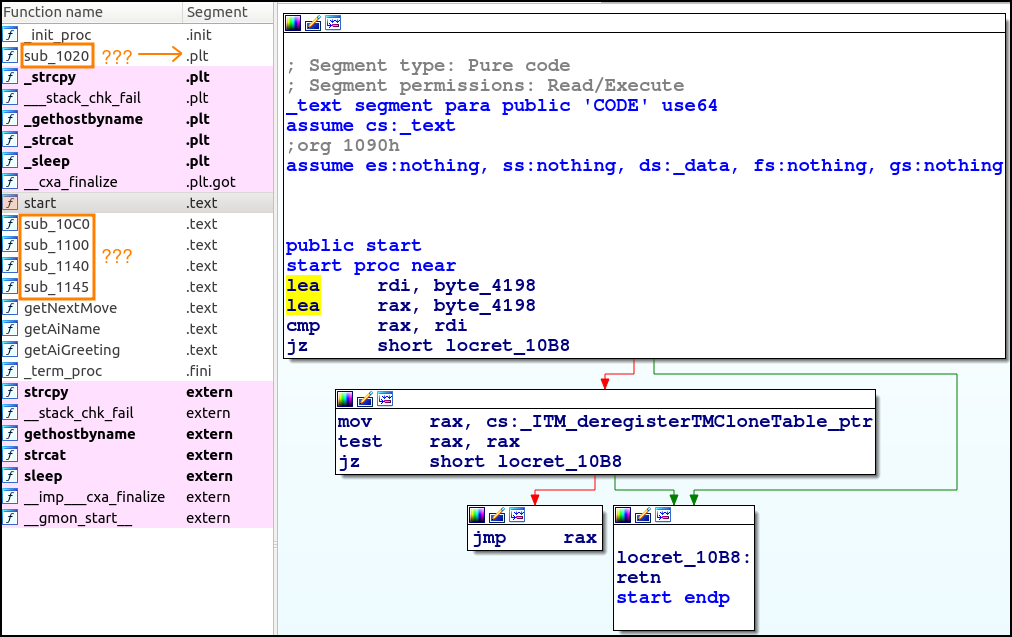 Function name Segment
_init_proc .init
sub_1020 ??? .plt
_strcpy .plt
___stack_chk_fail .plt
_gethostbyname .plt
_strcat .plt
_sleep .plt
__cxa_finalize .plt.got
start .text
sub_10C0 .text
sub_1100 .text
sub_1140 .text
sub_1145 .text
???
getNextMove .text
getAiName .text
getAiGreeting .text
_term_proc .fini
strcpy extern
__stack_chk_fail extern
gethostbyname extern
strcat extern
sleep extern
__imp___cxa_finalize extern
__gmon_start__ extern
; Segment type: Pure code
; Segment permissions: Read/Execute
_text segment para public 'CODE' use64
assume cs:_text
;org 1090h
assume es:nothing, ss:nothing, ds:_data, fs:nothing, gs:nothing
public start
start proc near
lea rdi, byte_4198
lea rax, byte_4198
cmp rax, rdi
jz short locret_10B8
mov rax, cs:_ITM_deregisterTMCloneTable_ptr
test rax, rax
jz short locret_10B8
jmp rax
locret_10B8:
retn
start endp